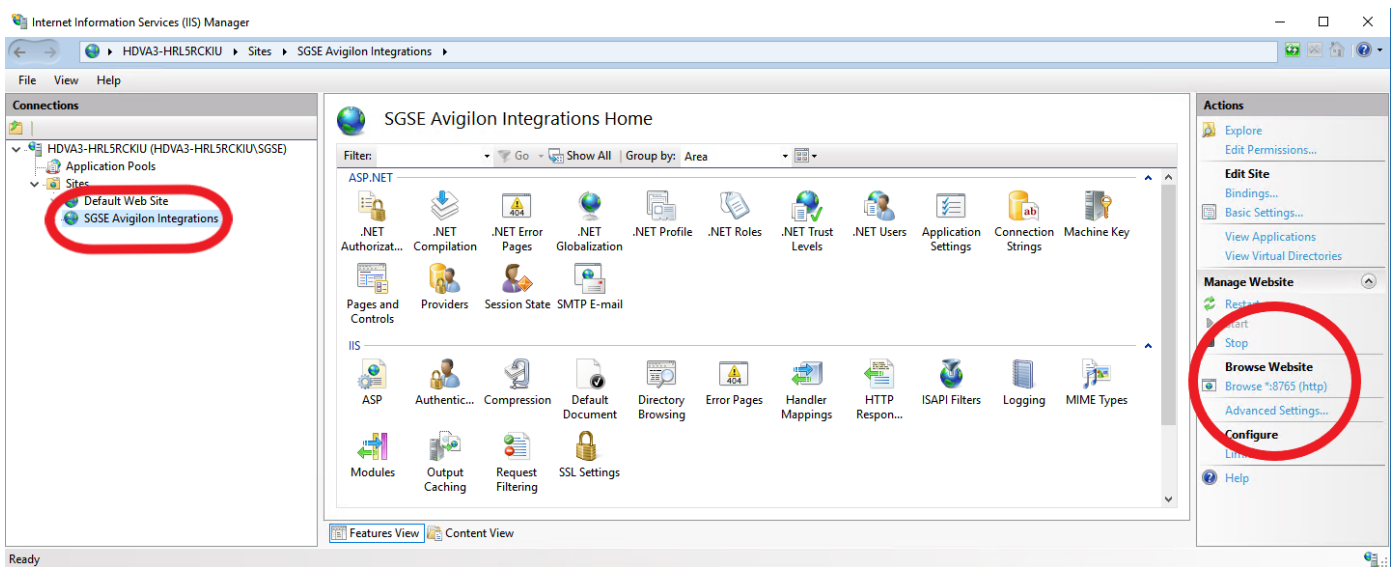 Internet Information Services (IIS) Manager
HDVA3-HRL5RCKIU Sites SGSE Avigilon Integrations
File View Help
Connections
HDVA3-HRL5RCKIU (HDVA3-HRL5RCKIU\SGSE)
Application Pools
Sites
Default Web Site
SGSE Avigilon Integrations
SGSE Avigilon Integrations Home
Filter: Go Show All Group by: Area
ASP.NET
.NET Authorizat...
.NET Compilation
.NET Error Pages
.NET Globalization
.NET Profile
.NET Roles
.NET Trust Levels
.NET Users
Application Settings
Connection Strings
Machine Key
Pages and Controls
Providers
Session State
SMTP E-mail
IIS
ASP
Authentic...
Compression
Default Document
Directory Browsing
Error Pages
Handler Mappings
HTTP Respon...
ISAPI Filters
Logging
MIME Types
Modules
Output Caching
Request Filtering
SSL Settings
Features View Content View
Actions
Explore
Edit Permissions...
Edit Site
Bindings...
Basic Settings...
View Applications
View Virtual Directories
Manage Website
Restart
Start
Stop
Browse Website
Browse *:8765 (http)
Advanced Settings...
Configure
Help
Ready